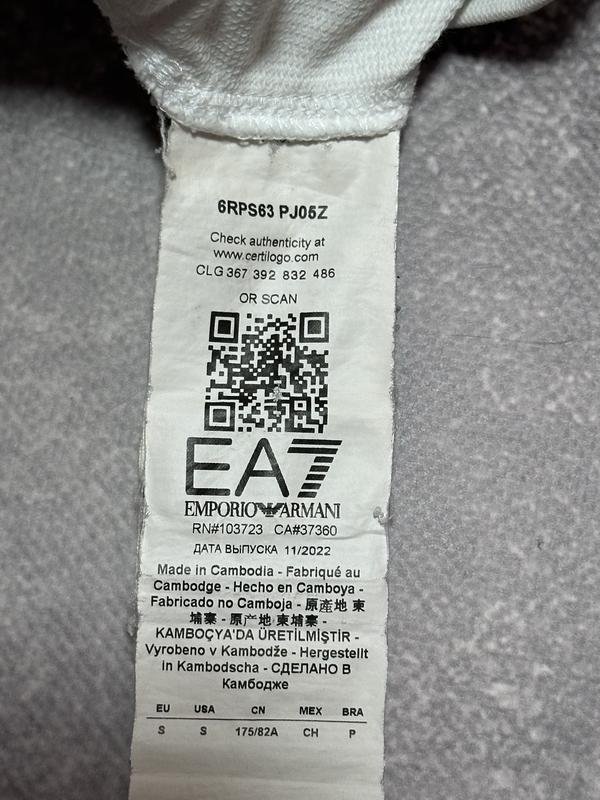 6RPS63 PJ05Z
Check authenticity at
www.certilogo.com
CLG 367 392 832 486
OR SCAN
EA7
EMPORIO ARMANI
RN#103723 CA#37360
ДАТА ВЫПУСКА 11/2022
Made in Cambodia - Fabriqué au
Cambodge - Hecho en Camboya -
Fabricado no Camboja - 原產地 柬
埔寨 - 原产地 柬埔寨 -
KAMBOÇYA'DA ÜRETİLMİŞTİR -
Vyrobeno v Kambodže - Hergestellt
in Kambodscha - СДЕЛАНО В
Камбодже
EU USA CN MEX BRA
S S 175/82A CH P